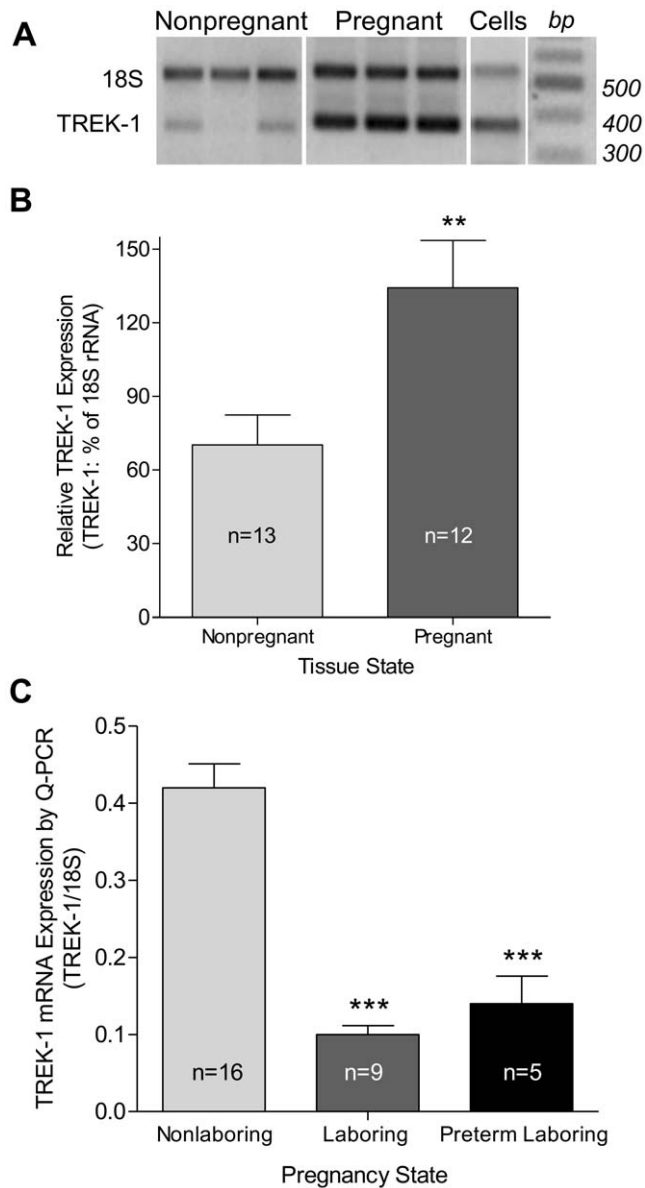 A
Nonpregnant Pregnant Cells bp
18S
TREK-1
500
400
300
B
Relative TREK-1 Expression
(TREK-1: % of 18S rRNA)
150
120
90
60
30
0
**
n=13
n=12
Nonpregnant Pregnant
Tissue State
C
TREK-1 mRNA Expression by Q-PCR
(TREK-1/18S)
0.5
0.4
0.3
0.2
0.1
0.0
***
***
n=16
n=9
n=5
Nonlaboring Laboring Preterm Laboring
Pregnancy State